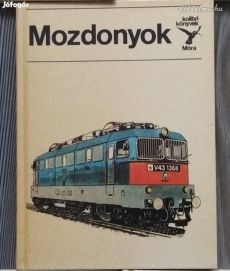 Jófogás
Mozdonyok
kolibri
könyvek
Móra
V43 1368